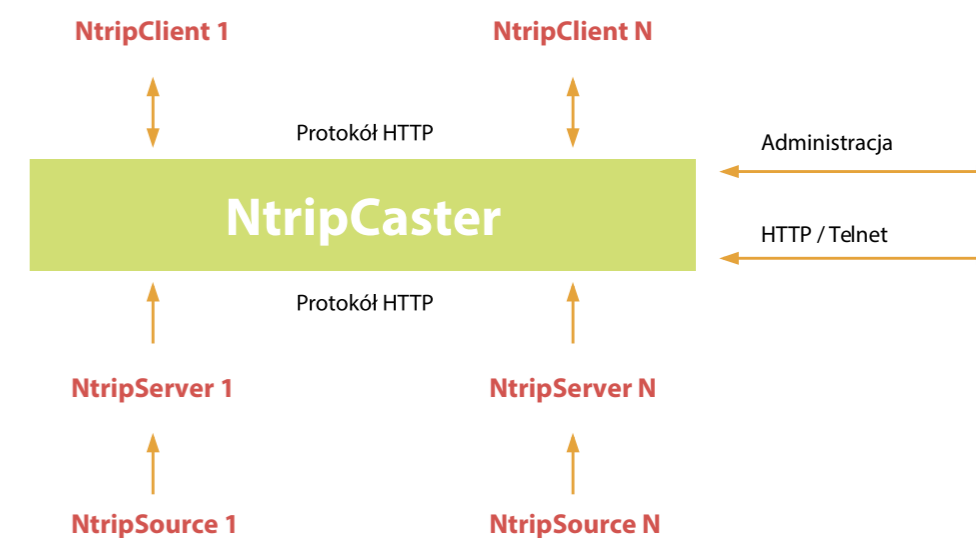 NtripClient 1
NtripClient N
Protokół HTTP
Administracja
NtripCaster
HTTP / Telnet
Protokół HTTP
NtripServer 1
NtripServer N
NtripSource 1
NtripSource N